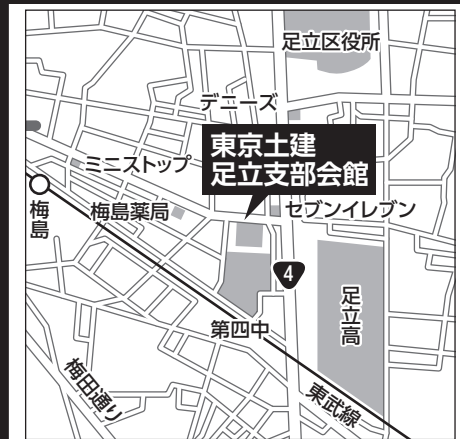 足立区役所
デニーズ
東京土建
足立支部会館
ミニストップ
梅島薬局
セブンイレブン
梅島
4
足立高
第四中
梅田通り
東武線